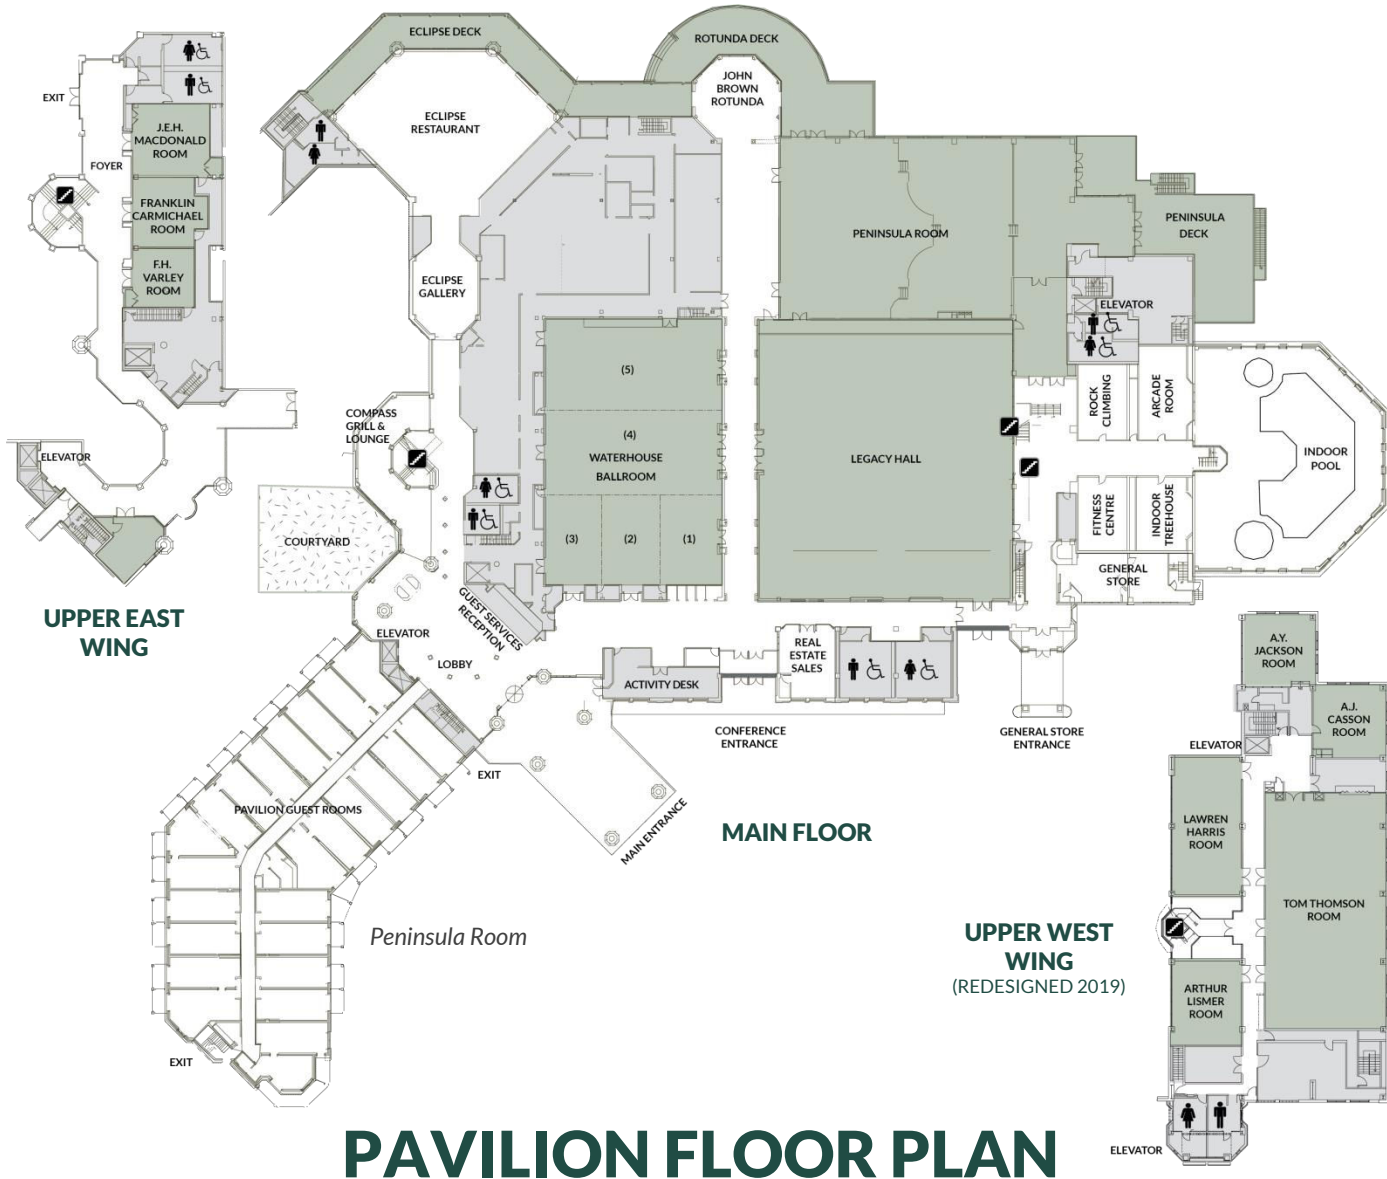 ECLIPSE DECK
ROTUNDA DECK
JOHN
BROWN
ROTUNDA
EXIT
ECLIPSE
RESTAURANT
J.E.H.
MACDONALD
ROOM
FOYER
FRANKLIN
CARMICHAEL
ROOM
PENINSULA ROOM
PENINSULA
DECK
F.H.
VARLEY
ROOM
ECLIPSE
GALLERY
ELEVATOR
(5)
ROCK
CLIMBING
ARCADE
ROOM
COMPASS
GRILL &
LOUNGE
(4)
WATERHOUSE
BALLROOM
LEGACY HALL
INDOOR
POOL
ELEVATOR
FITNESS
CENTRE
INDOOR
TREEHOUSE
COURTYARD
(3)
(2)
(1)
GENERAL
STORE
UPPER EAST
WING
GUEST SERVICES
RECEPTION
ELEVATOR
LOBBY
REAL
ESTATE
SALES
ACTIVITY DESK
A.Y.
JACKSON
ROOM
A.J.
CASSON
ROOM
CONFERENCE
ENTRANCE
GENERAL STORE
ENTRANCE
ELEVATOR
EXIT
PAVILION GUEST ROOMS
MAIN ENTRANCE
MAIN FLOOR
LAWREN
HARRIS
ROOM
TOM THOMSON
ROOM
Peninsula Room
UPPER WEST
WING
(REDESIGNED 2019)
ARTHUR
LISMER
ROOM
EXIT
ELEVATOR
PAVILION FLOOR PLAN